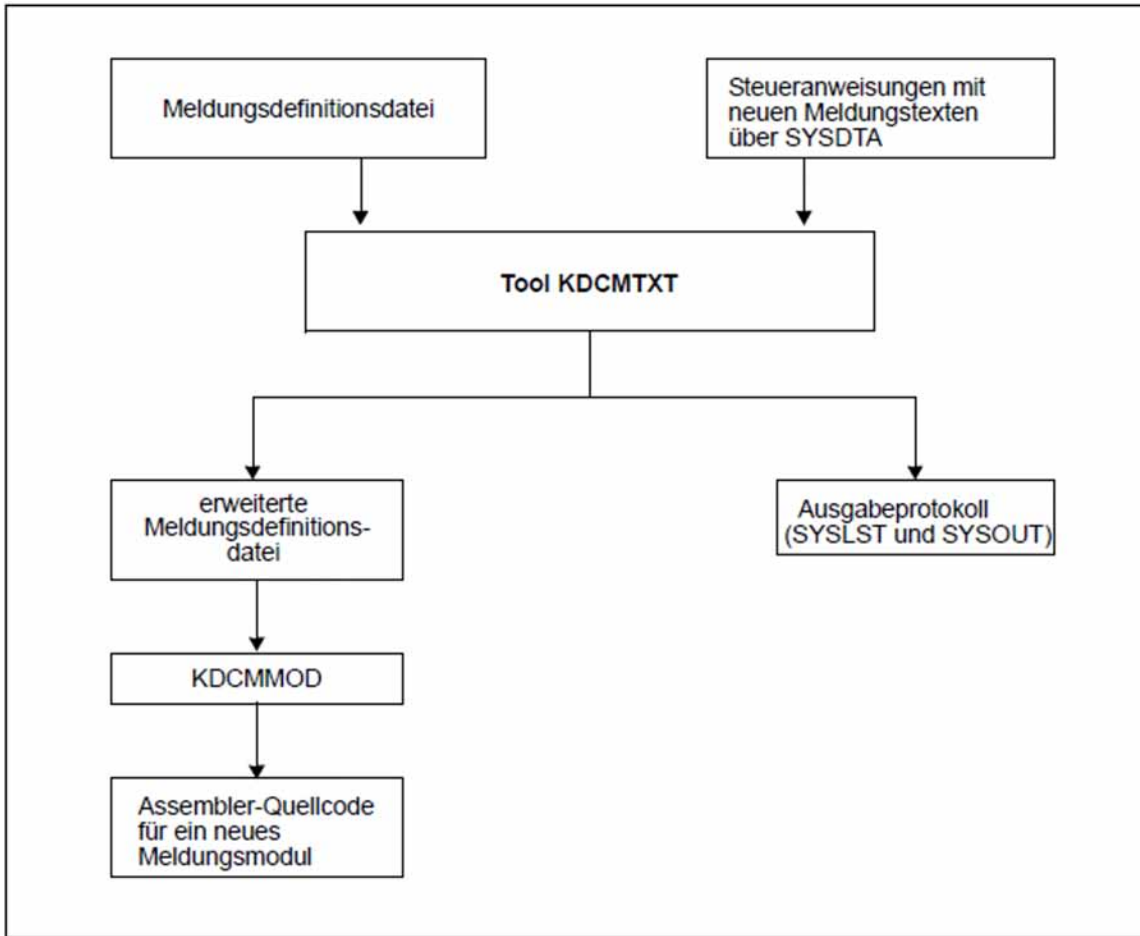 Meldungsdefinitionsdatei
Steueranweisungen mit
neuen Meldungstexten
über SYSDTA
Tool KDCMTXT
erweiterte
Meldungsdefinitions-
datei
Ausgabeprotokoll
(SYSLST und SYSOUT)
KDCMMOD
Assembler-Quellcode
für ein neues
Meldungsmodul